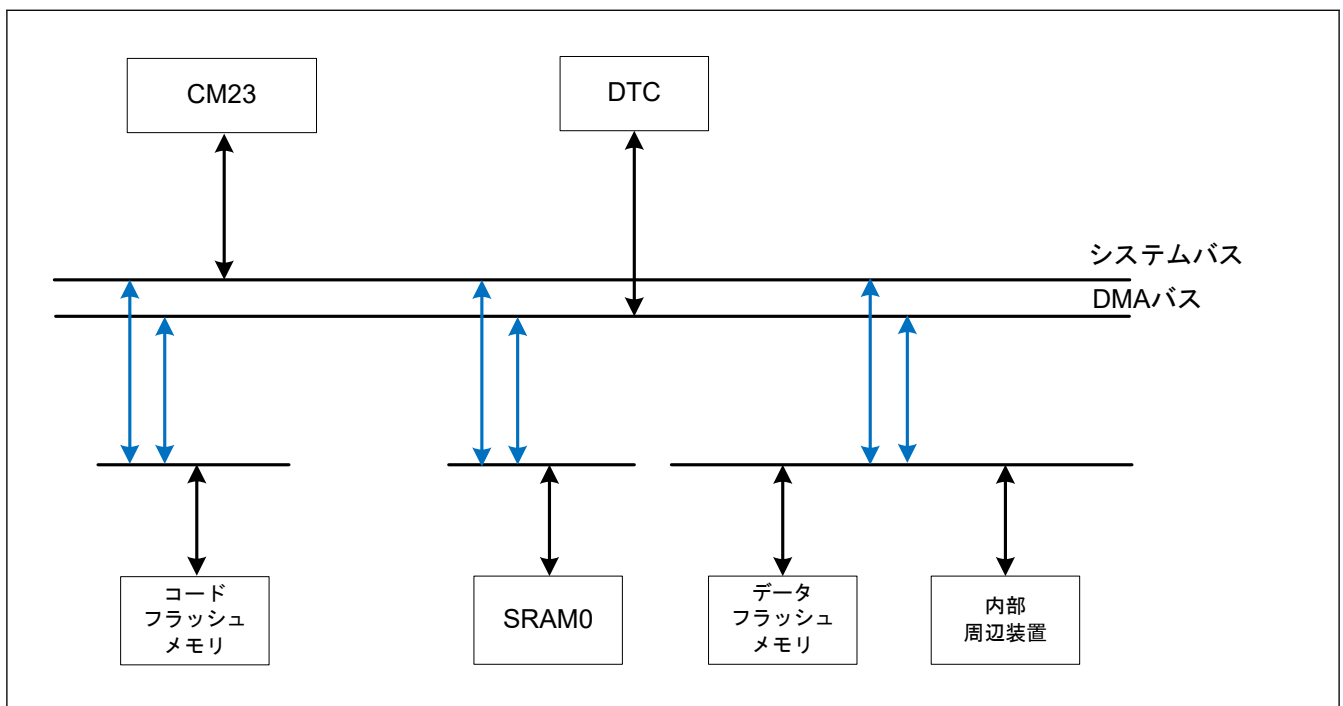 CM23
DTC
システムバス
DMAバス
コード
フラッシュ
メモリ
SRAM0
データ
フラッシュ
メモリ
内部
周辺装置